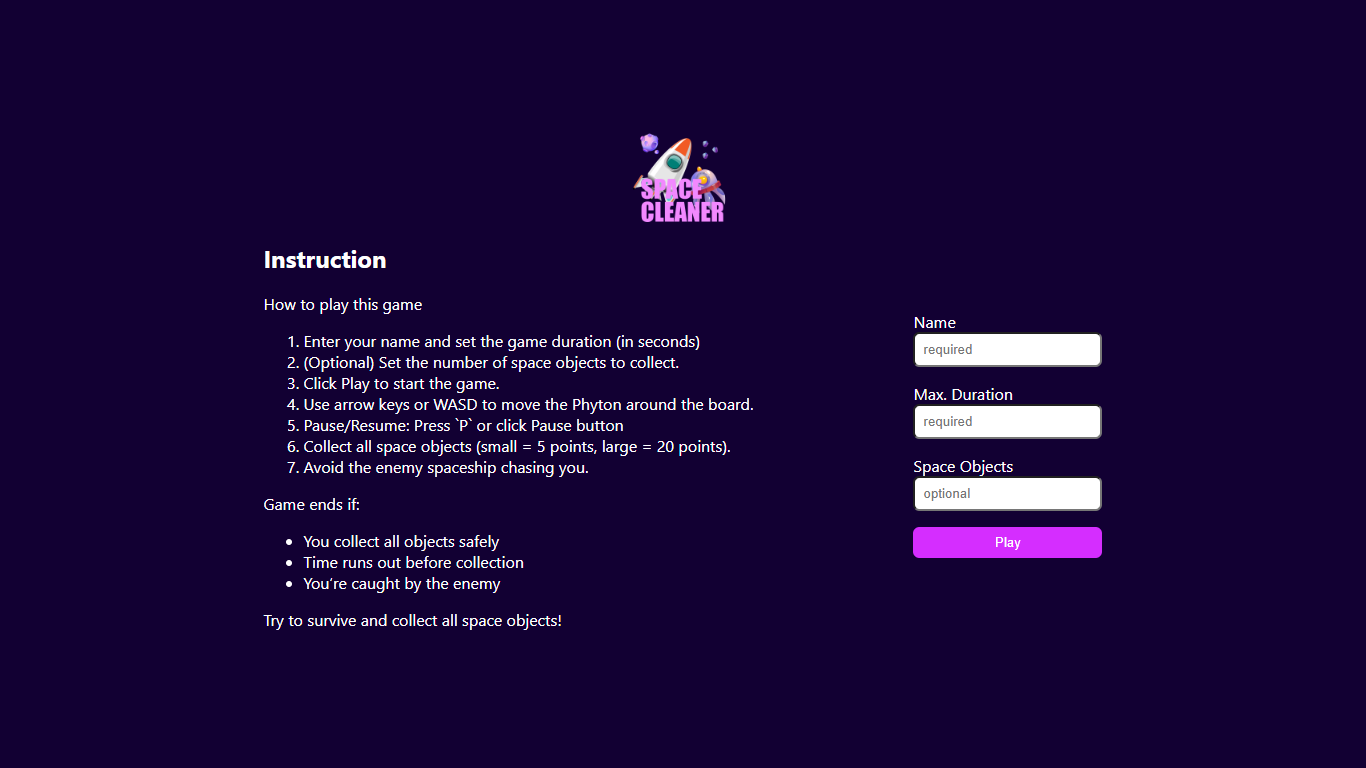 SPACE
CLEANER
Instruction
How to play this game
1. Enter your name and set the game duration (in seconds)
2. (Optional) Set the number of space objects to collect.
3. Click Play to start the game.
4. Use arrow keys or WASD to move the Phyton around the board.
5. Pause/Resume: Press `P` or click Pause button
6. Collect all space objects (small = 5 points, large = 20 points).
7. Avoid the enemy spaceship chasing you.
Game ends if:
• You collect all objects safely
• Time runs out before collection
• You’re caught by the enemy
Try to survive and collect all space objects!
Name
required
Max. Duration
required
Space Objects
optional
Play